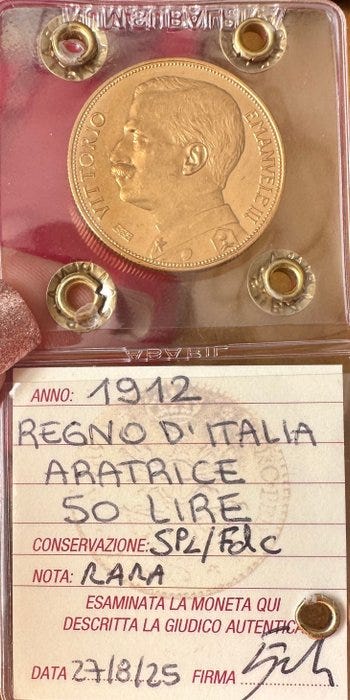 VITTORIO EMANVELE III
ANNO: 1912
REGNO D'ITALIA
ARATRICE
50 LIRE
CONSERVAZIONE: SPL/Fdc
NOTA: RARA
ESAMINATA LA MONETA QUI
DESCRITTA LA GIUDICO AUTENTICA
DATA 27/8/25 FIRMA